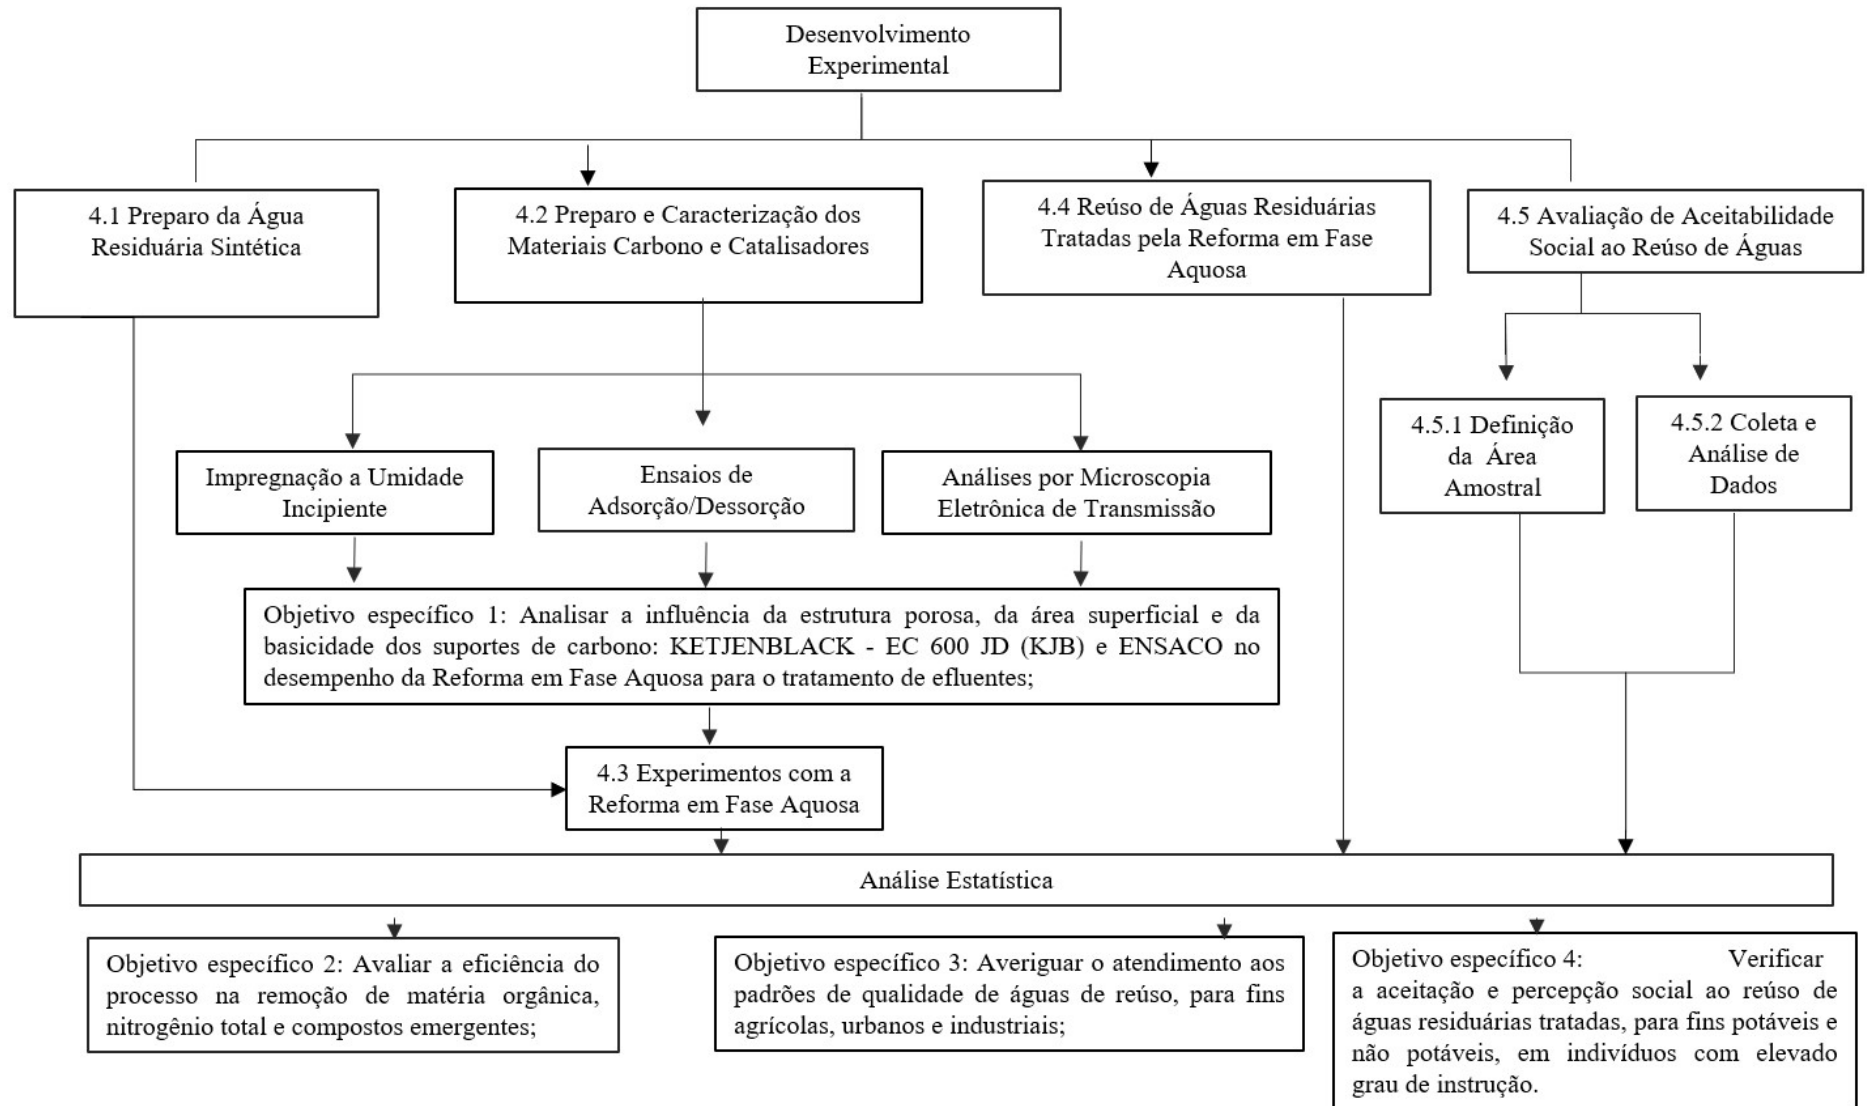 Desenvolvimento
Experimental
4.1 Preparo da Água
Residuária Sintética
4.2 Preparo e Caracterização dos
Materiais Carbono e Catalisadores
4.4 Reúso de Águas Residuárias
Tratadas pela Reforma em Fase
Aquosa
4.5 Avaliação de Aceitabilidade
Social ao Reúso de Águas
4.5.1 Definição
da Área
Amostral
4.5.2 Coleta e
Análise de
Dados
Impregnação a Umidade
Incipiente
Ensaios de
Adsorção/Dessorção
Análises por Microscopia
Eletrônica de Transmissão
Objetivo específico 1: Analisar a influência da estrutura porosa, da área superficial e da
basicidade dos suportes de carbono: KETJENBLACK - EC 600 JD (KJB) e ENSACO no
desempenho da Reforma em Fase Aquosa para o tratamento de efluentes;
4.3 Experimentos com a
Reforma em Fase Aquosa
Análise Estatística
Objetivo específico 2: Avaliar a eficiência do
processo na remoção de matéria orgânica,
nitrogênio total e compostos emergentes;
Objetivo específico 3: Averiguar o atendimento aos
padrões de qualidade de águas de reúso, para fins
agrícolas, urbanos e industriais;
Objetivo específico 4: Verificar
a aceitação e percepção social ao reúso de
águas residuárias tratadas, para fins potáveis e
não potáveis, em indivíduos com elevado
grau de instrução.